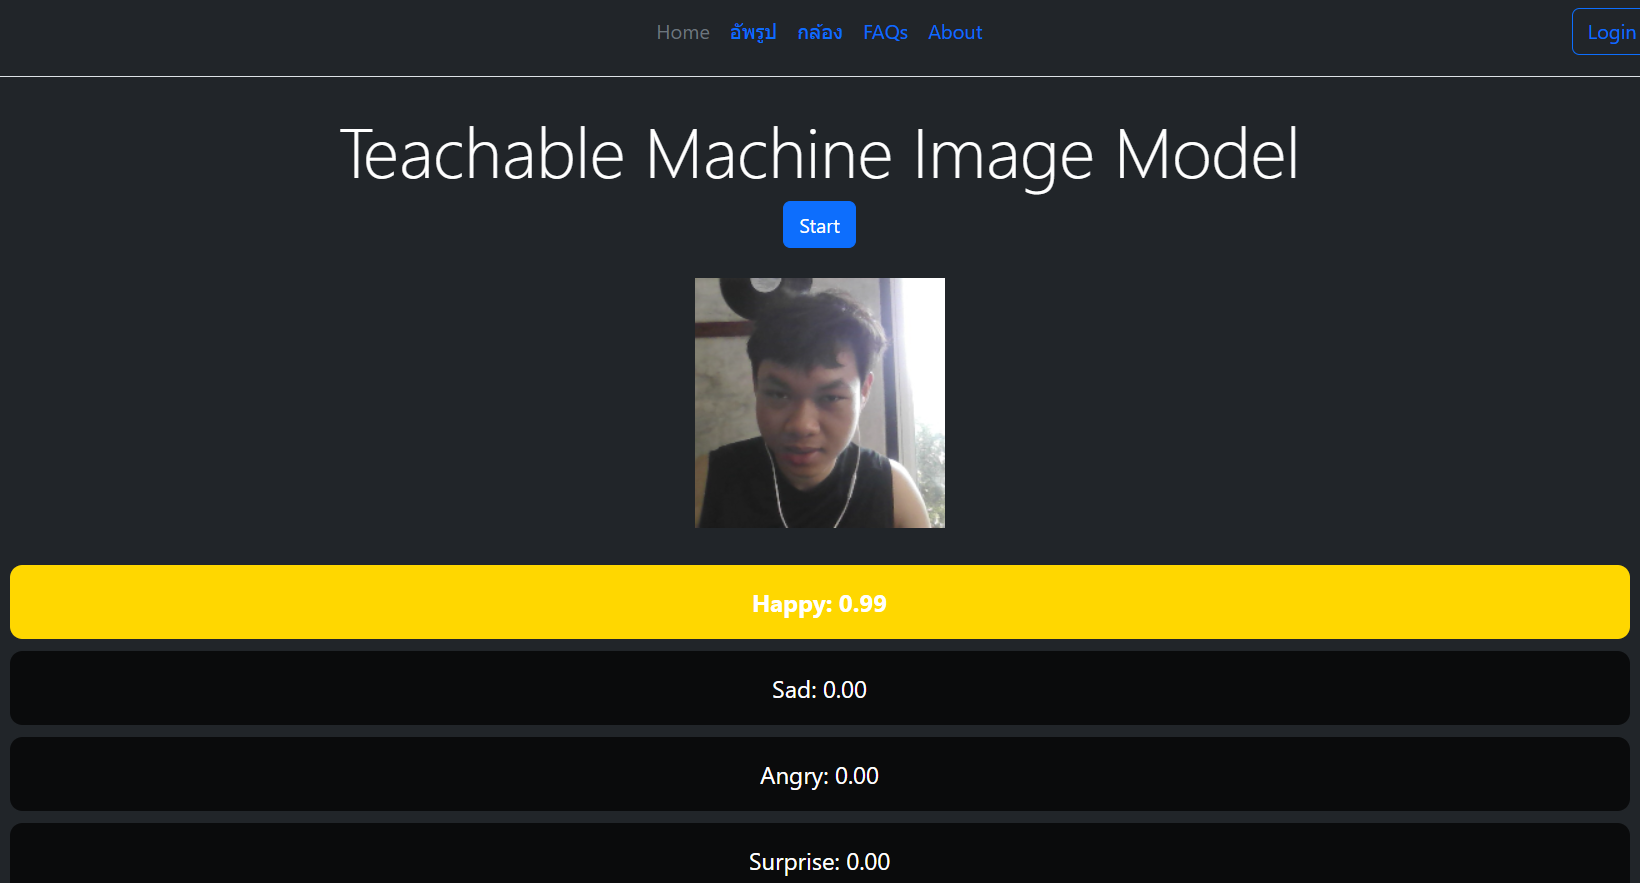 Home อัพรูป กล้อง FAQs About Login
Teachable Machine Image Model
Start
Happy: 0.99
Sad: 0.00
Angry: 0.00
Surprise: 0.00